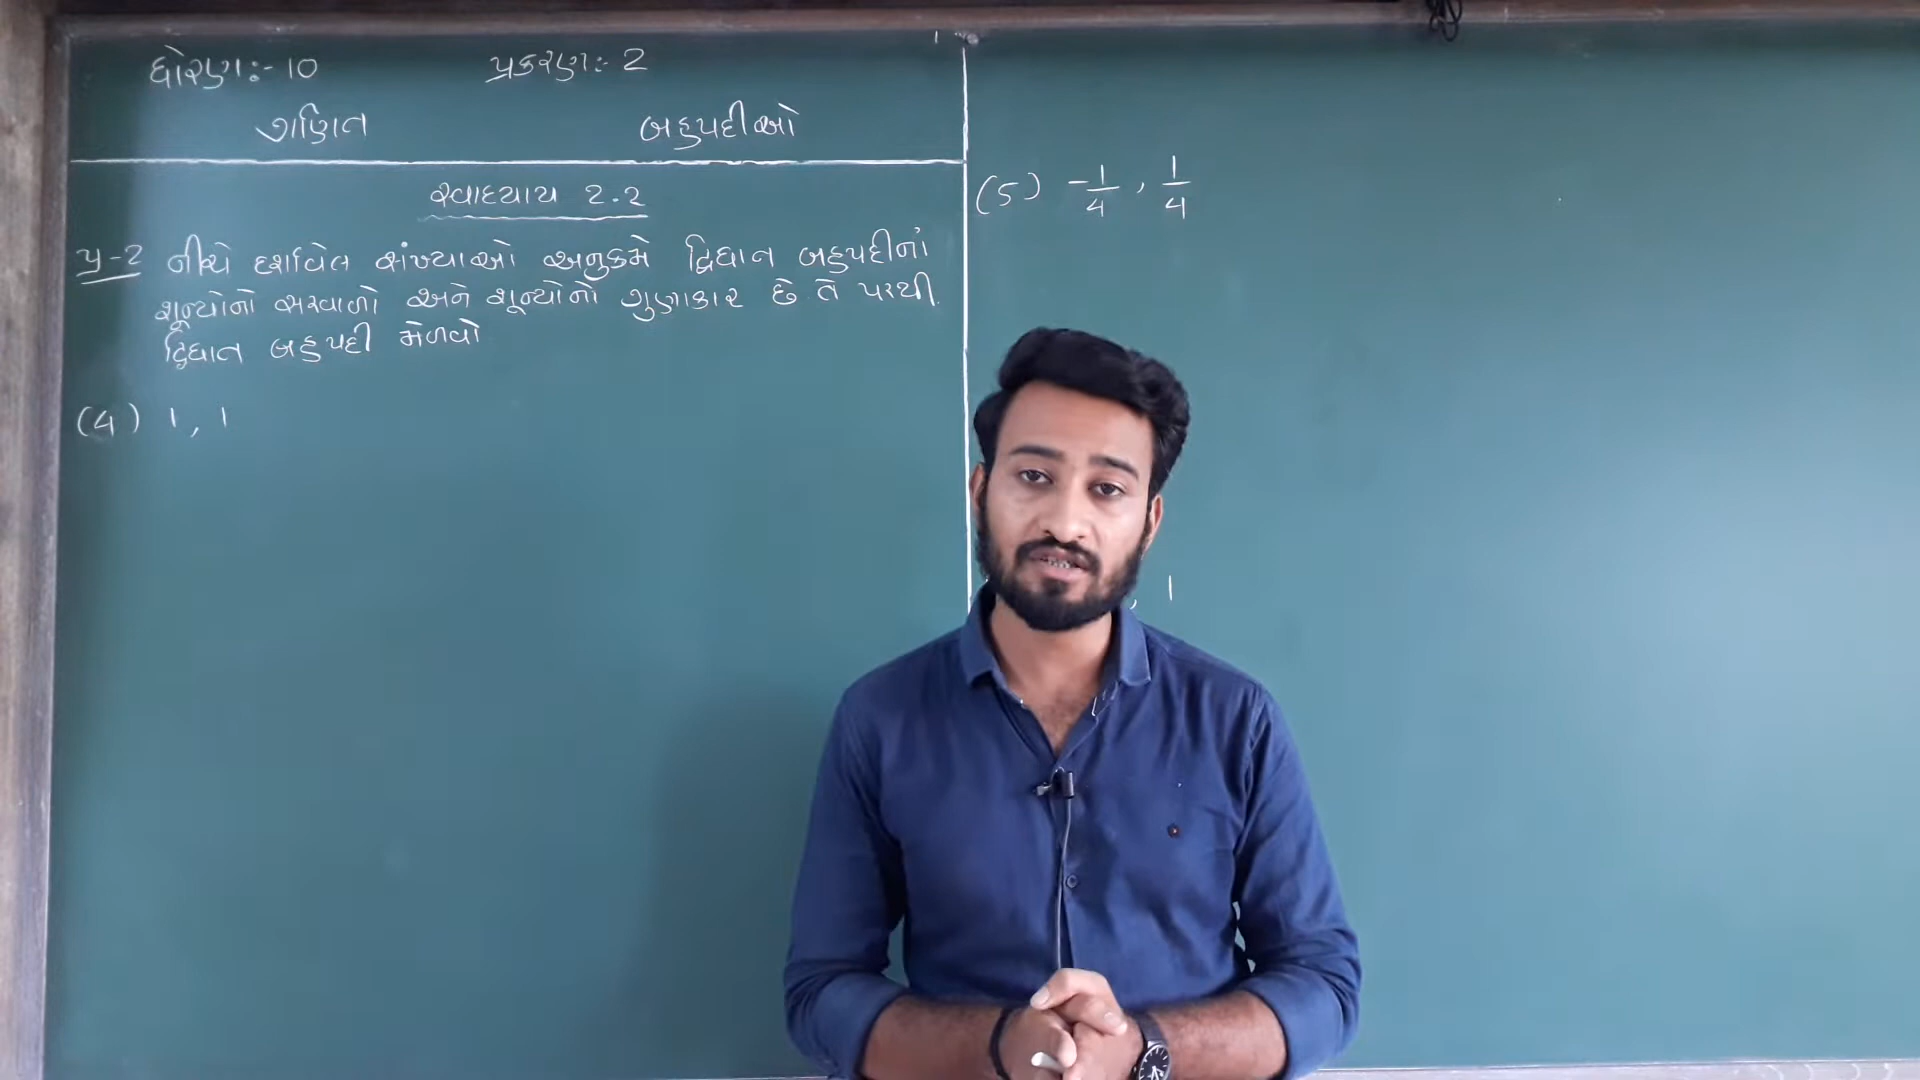 ધોરણ:- 10 પ્રકરણ:- 2
ગણિત બહુપદીઓ
સ્વાધ્યાય 2.2
પ્ર-2 નીચે દર્શાવેલ સંખ્યાઓ અનુક્રમે દ્વિઘાત બહુપદીનાં
શૂન્યોનો સરવાળો અને શૂન્યોનો ગુણાકાર છે તે પરથી.
દ્વિઘાત બહુપદી મેળવો
(4) 1, 1
(5) -1/4, 1/4
, 1